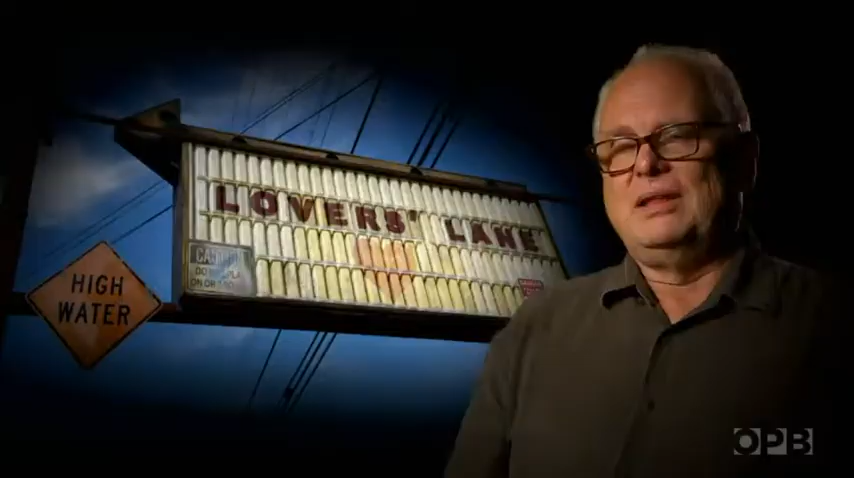 LOVERS' LANE
HIGH
WATER
CAUTION
OPB